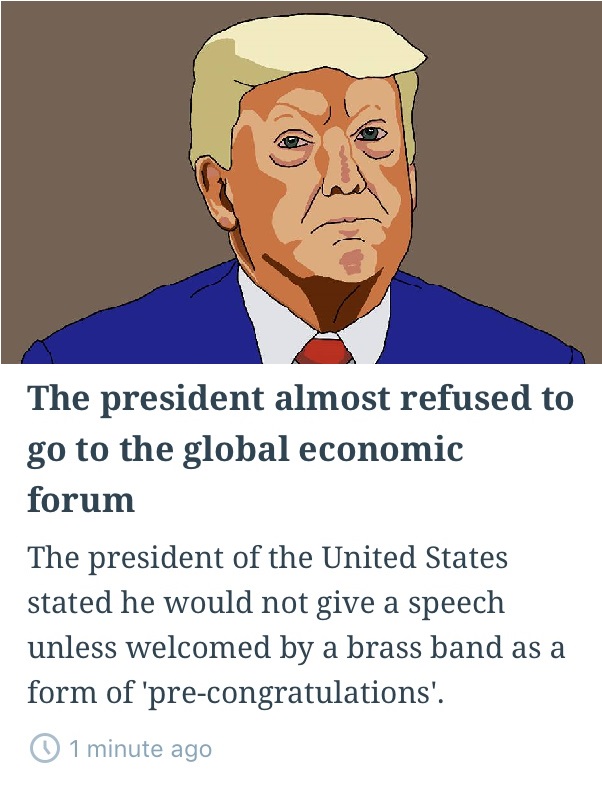 The president almost refused to
go to the global economic
forum
The president of the United States
stated he would not give a speech
unless welcomed by a brass band as a
form of 'pre-congratulations'.
1 minute ago